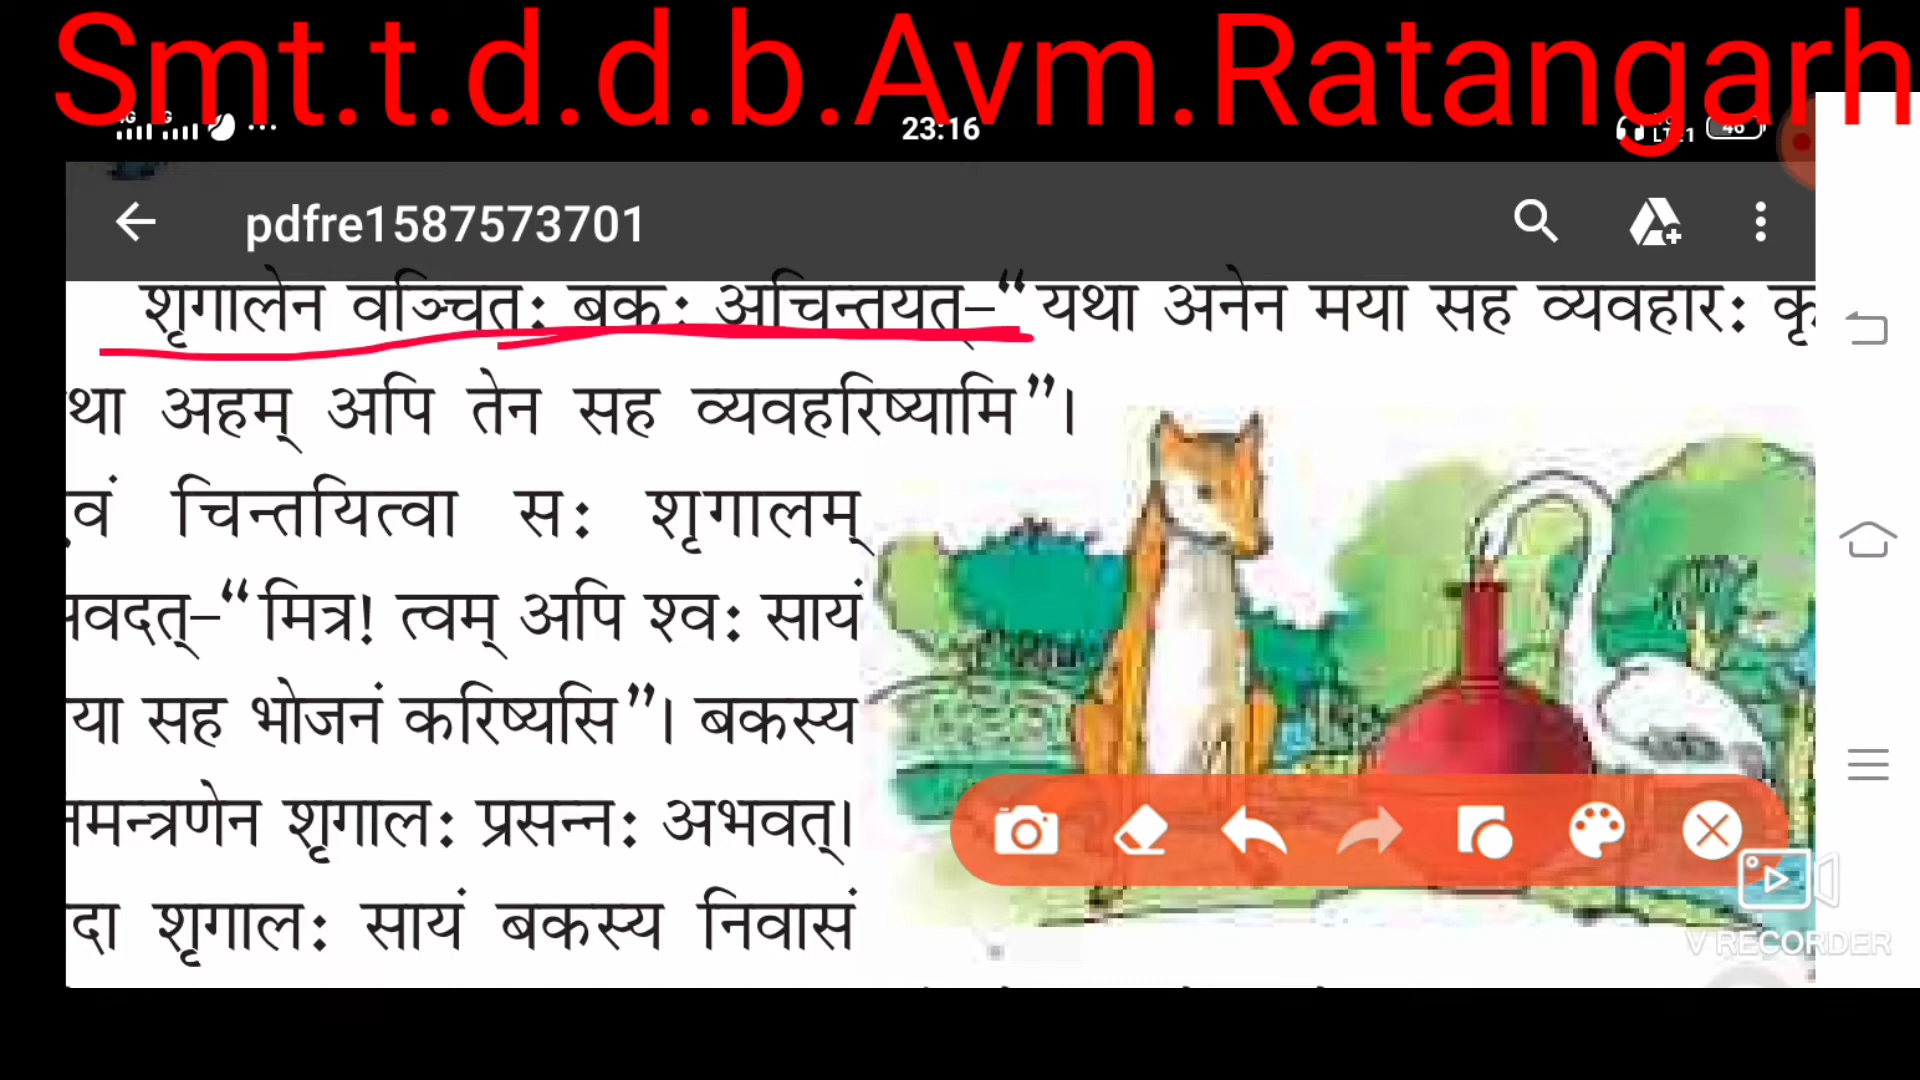 Smt.t.d.d.b.Avm.Ratangarh
23:16
46
pdfre1587573701
शृगालेन वञ्चितः बकः अचिन्तयत्–“यथा अनेन मया सह व्यवहारः कृ
था अहम् अपि तेन सह व्यवहरिष्यामि”।
वं चिन्तयित्वा सः शृगालम्
वदत्–“मित्र! त्वम् अपि श्वः सायं
या सह भोजनं करिष्यसि”। बकस्य
मन्त्रणेन शृगालः प्रसन्नः अभवत्।
दा शृगालः सायं बकस्य निवासं
V RECORDER